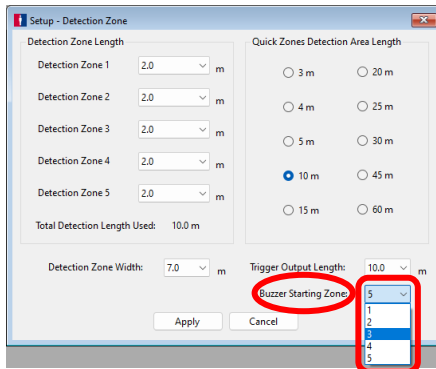 Setup - Detection Zone
Detection Zone Length
Detection Zone 1 2.0 m
Detection Zone 2 2.0 m
Detection Zone 3 2.0 m
Detection Zone 4 2.0 m
Detection Zone 5 2.0 m
Total Detection Length Used: 10.0 m
Quick Zones Detection Area Length
3 m 20 m
4 m 25 m
5 m 30 m
10 m 45 m
15 m 60 m
Detection Zone Width: 7.0 m
Trigger Output Length: 10.0 m
Buzzer Starting Zone: 5
1
2
3
4
5
Apply Cancel